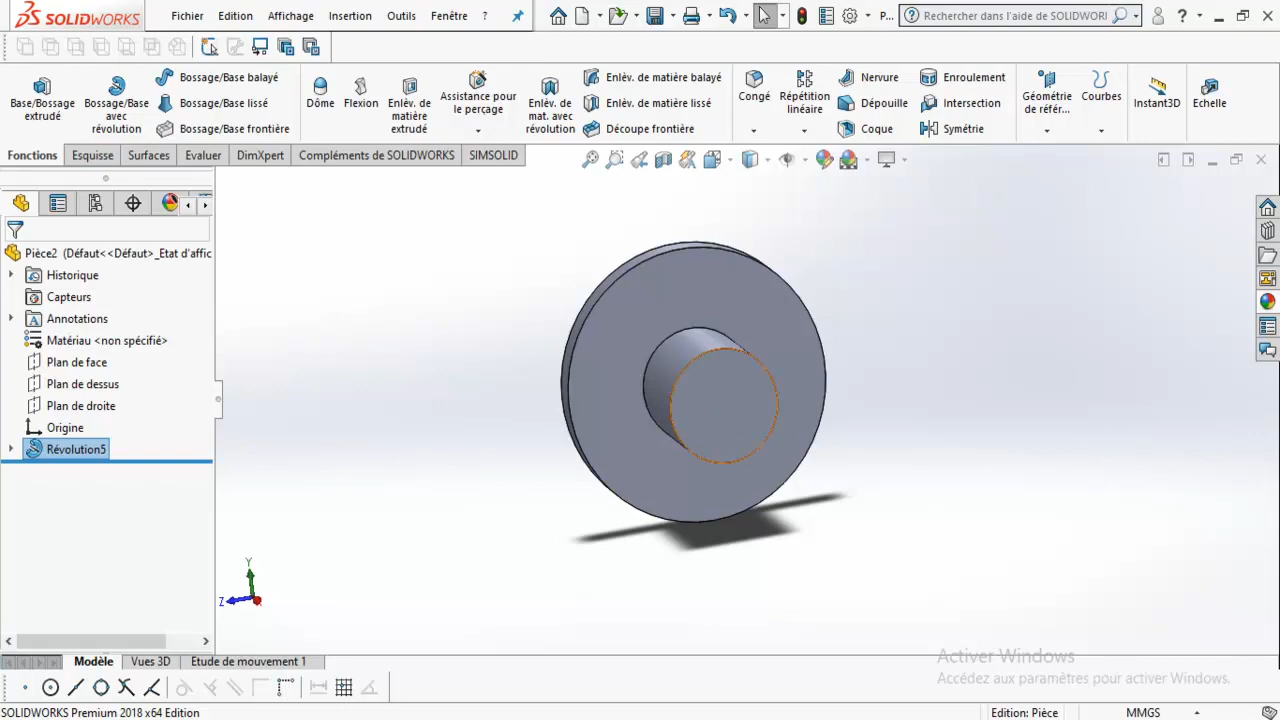 SOLIDWORKS Fichier Edition Affichage Insertion Outils Fenêtre ? P... Rechercher dans l'aide de SOLIDWORKS ?
Base/Bossage extrudé
Bossage/Base avec révolution
Bossage/Base balayé
Bossage/Base lissé
Bossage/Base frontière
Dôme
Flexion
Enlèv. de matière extrudé
Assistance pour le perçage
Enlèv. de mat. avec révolution
Enlèv. de matière balayé
Enlèv. de matière lissé
Découpe frontière
Congé
Répétition linéaire
Nervure
Dépouille
Coque
Enroulement
Intersection
Symétrie
Géométrie de référ...
Courbes
Instant3D
Echelle
Fonctions Esquisse Surfaces Evaluer DimXpert Compléments de SOLIDWORKS SIMSOLID
Pièce2 (Défaut<<Défaut>_Etat d'affic
Historique
Capteurs
A Annotations
Matériau <non spécifié>
Plan de face
Plan de dessus
Plan de droite
Origine
Révolution5
Y
Z
Modèle Vues 3D Etude de mouvement 1
Activer Windows
Accédez aux paramètres pour activer Windows.
SOLIDWORKS Premium 2018 x64 Edition Edition: Pièce MMGS